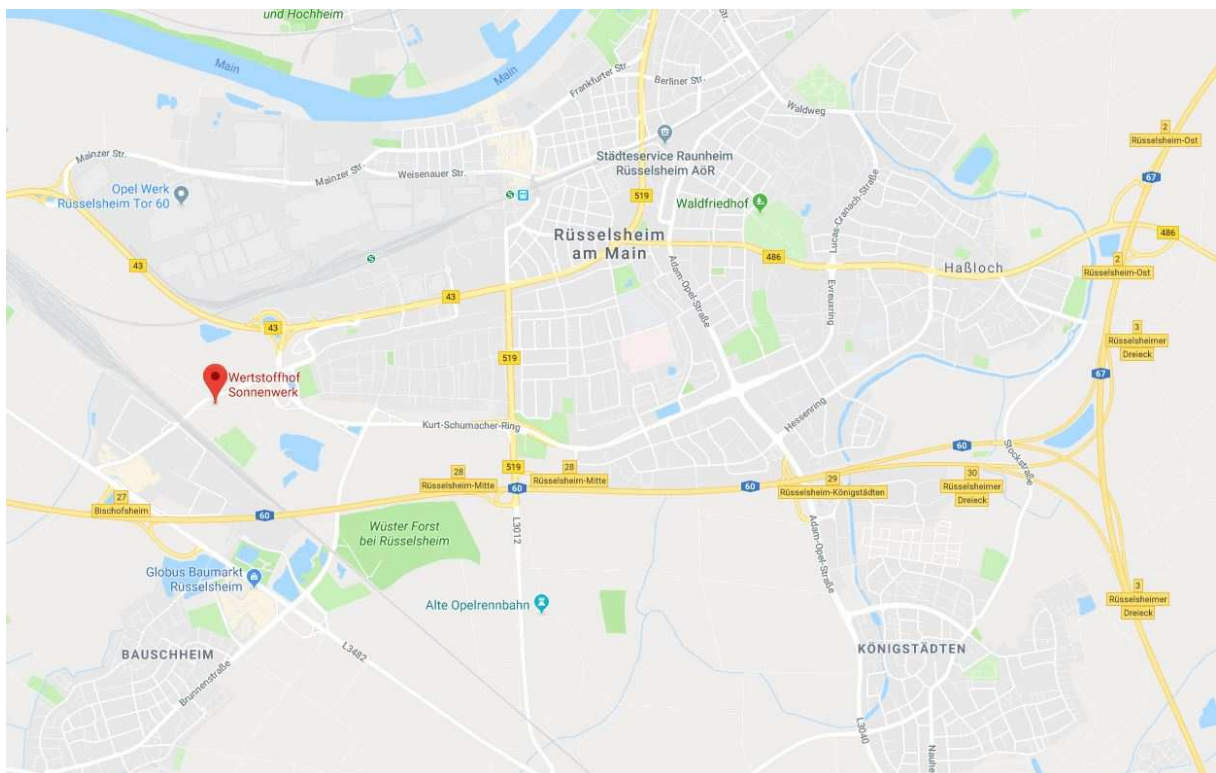 und Hochheim
Main
Main
Frankfurter Str.
Berliner Str.
Waldweg
2
Rüsselsheim-Ost
Mainzer Str.
Mainzer Str.
Weisenauer Str.
Städteservice Raunheim
Rüsselsheim AöR
67
Opel Werk
Rüsselsheim Tor 60
519
Waldfriedhof
Lucas-Cranach-Straße
Rüsselsheim
am Main
486
486
43
Haßloch
2
Rüsselsheim-Ost
Adam-Opel-Straße
Evreuxring
43
43
3
Rüsselsheimer
Dreieck
519
67
Wertstoffhof
Sonnenwerk
Kurt-Schumacher-Ring
Hessenring
60
Stockstraße
28
Rüsselsheim-Mitte
519
28
Rüsselsheim-Mitte
60
60
29
Rüsselsheim-Königstädten
30
Rüsselsheimer
Dreieck
27
Bischofsheim
60
Wüster Forst
bei Rüsselsheim
L3012
Adam-Opel-Straße
Globus Baumarkt
Rüsselsheim
Alte Opelrennbahn
3
Rüsselsheimer
Dreieck
BAUSCHHEIM
Brunnenstraße
L3482
KÖNIGSTÄDTEN
L3040
Nauhe